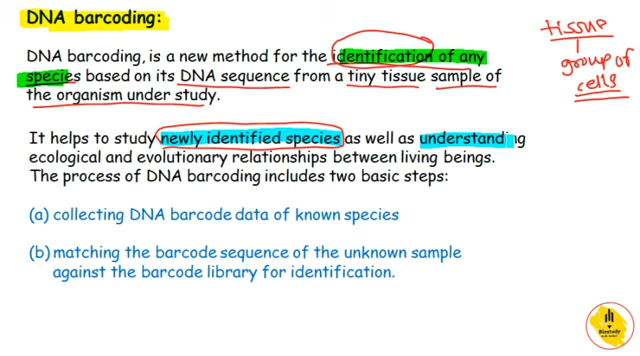 DNA barcoding:
DNA barcoding, is a new method for the identification of any
species based on its DNA sequence from a tiny tissue sample of
the organism under study.
It helps to study newly identified species as well as understanding
ecological and evolutionary relationships between living beings.
The process of DNA barcoding includes two basic steps:
(a) collecting DNA barcode data of known species
(b) matching the barcode sequence of the unknown sample
against the barcode library for identification.
tissue
group of
cells